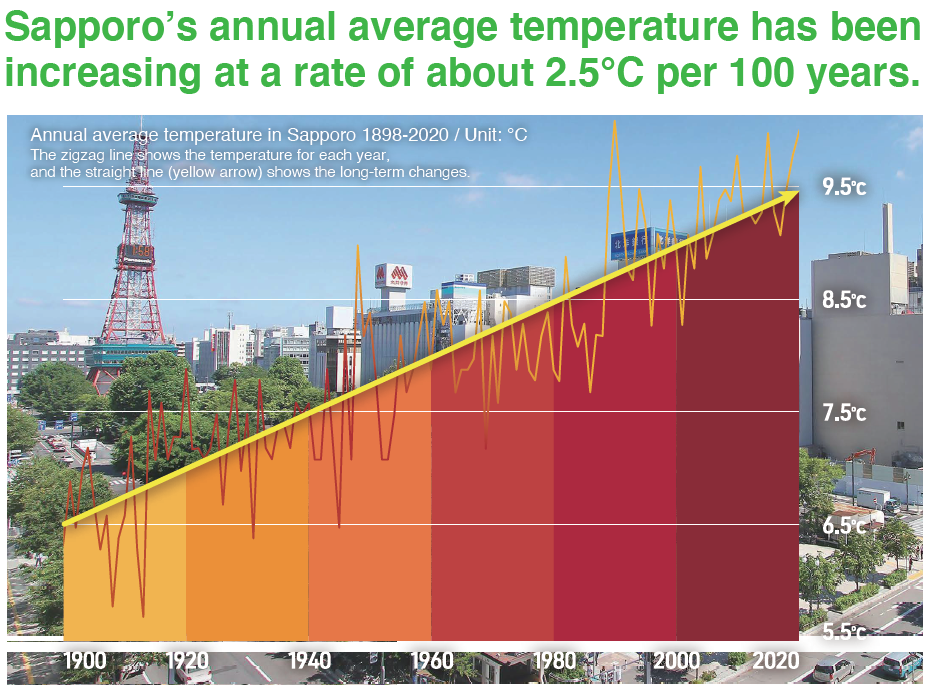 Sapporo’s annual average temperature has been
increasing at a rate of about 2.5°C per 100 years.
Annual average temperature in Sapporo 1898-2020 / Unit: °C
The zigzag line shows the temperature for each year,
and the straight line (yellow arrow) shows the long-term changes.
9.5℃
8.5℃
7.5℃
6.5℃
5.5℃
1900 1920 1940 1960 1980 2000 2020